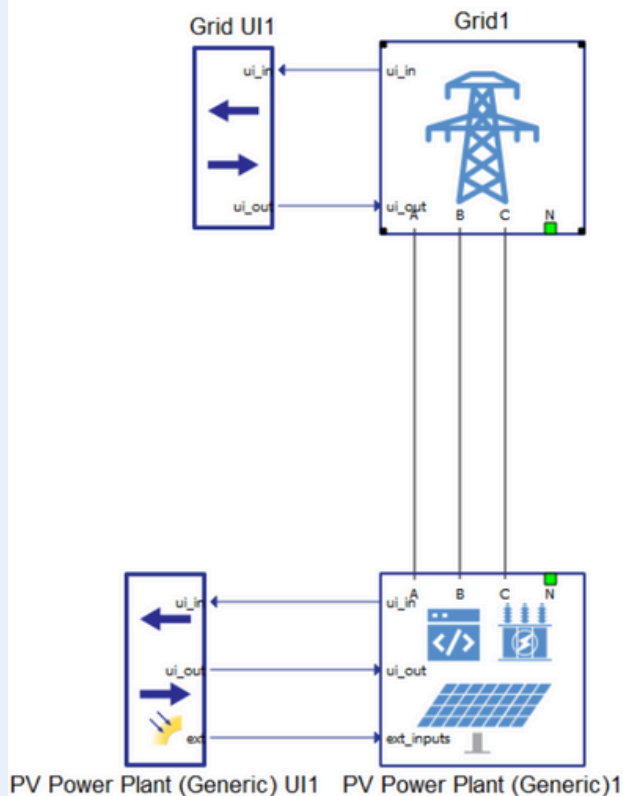 Grid UI1
Grid1
ui_in
ui_in
ui_out
ui_out
A B C N
A B C N
ui_in
ui_in
ui_out
ui_out
ext
ext_inputs
</>
PV Power Plant (Generic) UI1
PV Power Plant (Generic)1